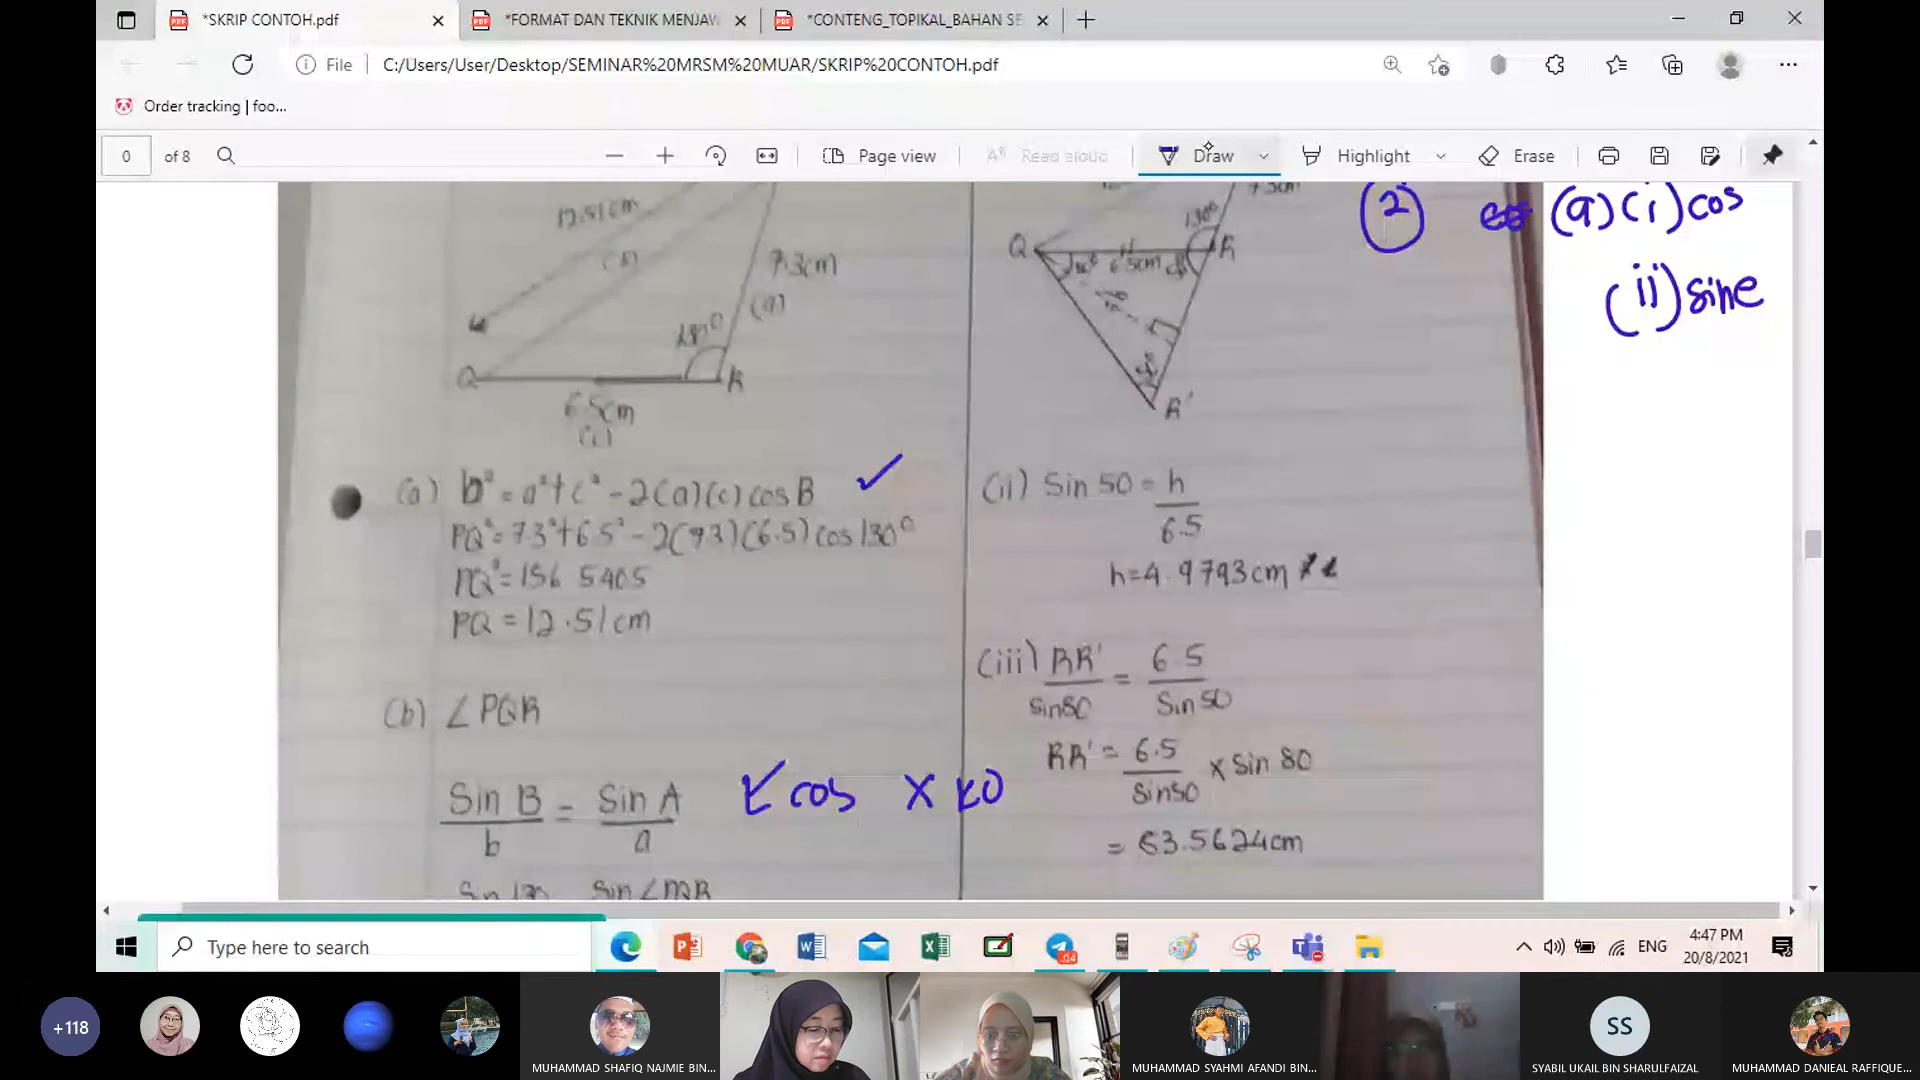 *SKRIP CONTOH.pdf
*FORMAT DAN TEKNIK MENJAW
*CONTENG_TOPIKAL_BAHAN SE
File
C:/Users/User/Desktop/SEMINAR%20MRSM%20MUAR/SKRIP%20CONTOH.pdf
Order tracking | foo...
0 of 8
Page view
Read aloud
Draw
Highlight
Erase
12.51cm
7.3cm
(a)
Q
R
6.5cm
7.3cm
130°
Q
R
6.5cm
R'
2 (a)(i)cos
(ii)sine
(a) b² = a² + c² - 2(a)(c) cos B
PQ² = 7.3² + 6.5² - 2(7.3)(6.5) cos 130°
PQ² = 156.5405
PQ = 12.51cm
(b) ∠PQR
Sin B / b = Sin A / a
cos X KO
(ii) Sin 50 = h / 6.5
h = 4.9793cm
(iii) RR' / sin80 = 6.5 / Sin 50
RR' = 6.5 / Sin50 x Sin 80
Type here to search
ENG
4:47 PM
20/8/2021
+118
MUHAMMAD SHAFIQ NAJMIE BIN...
MUHAMMAD SYAHMI AFANDI BIN...
SS
SYABIL UKAIL BIN SHARULFAIZAL
MUHAMMAD DANIEAL RAFFIQUE...